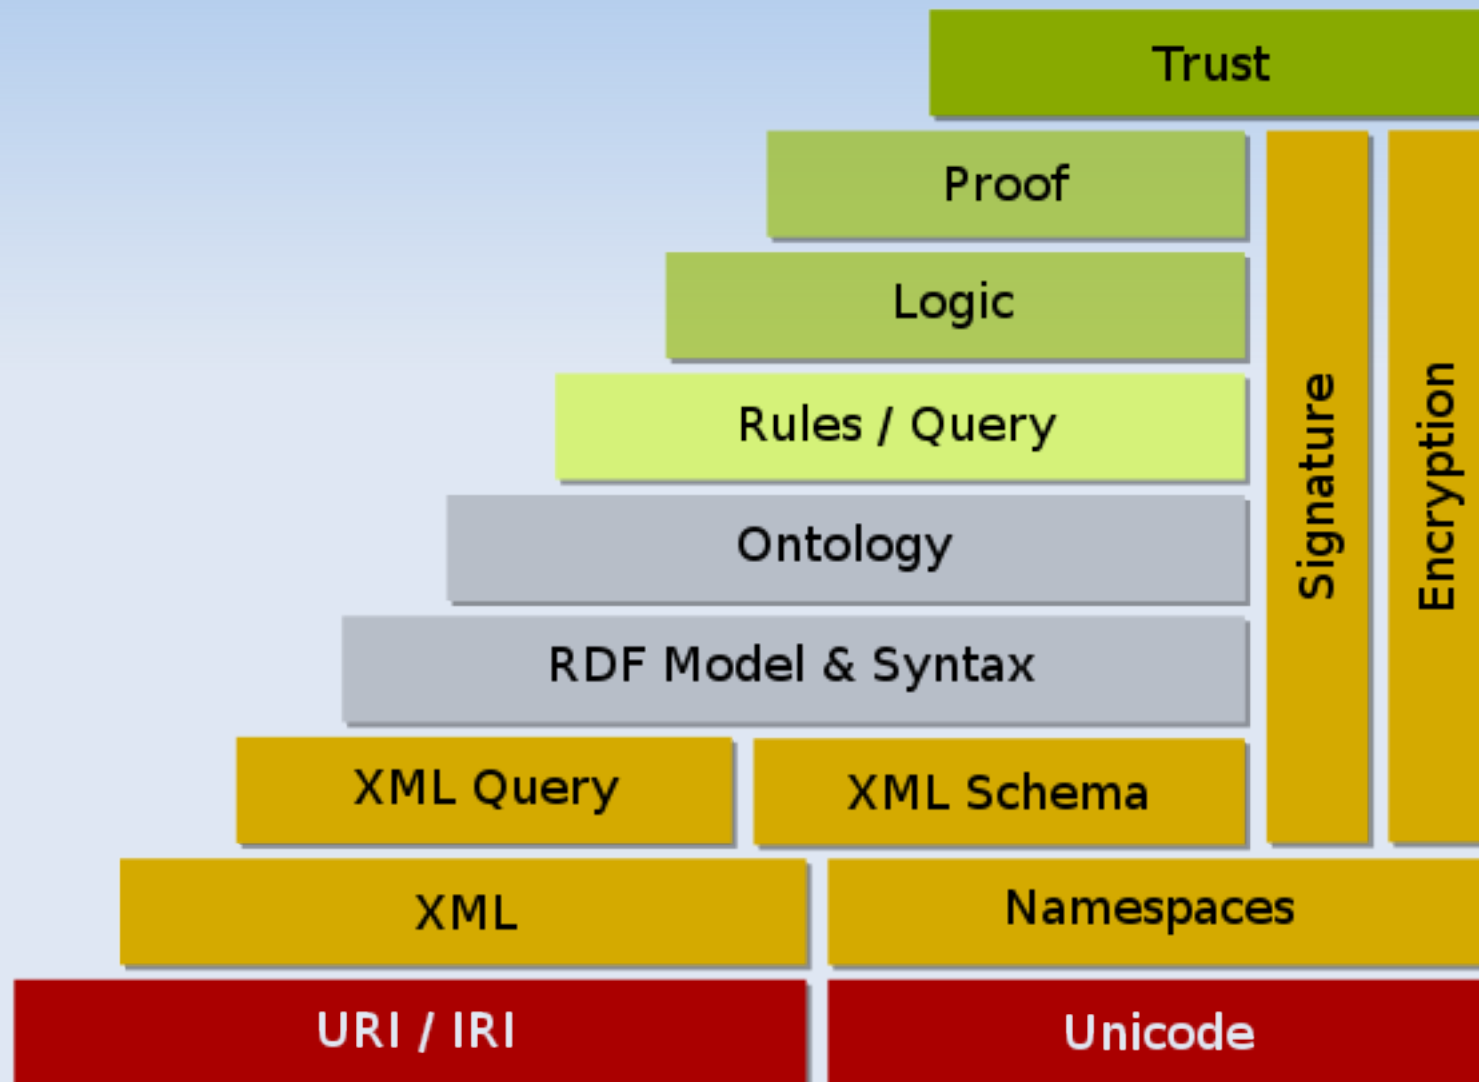 Trust
Proof
Logic
Rules / Query
Ontology
RDF Model & Syntax
Signature
Encryption
XML Query
XML Schema
XML
Namespaces
URI / IRI
Unicode